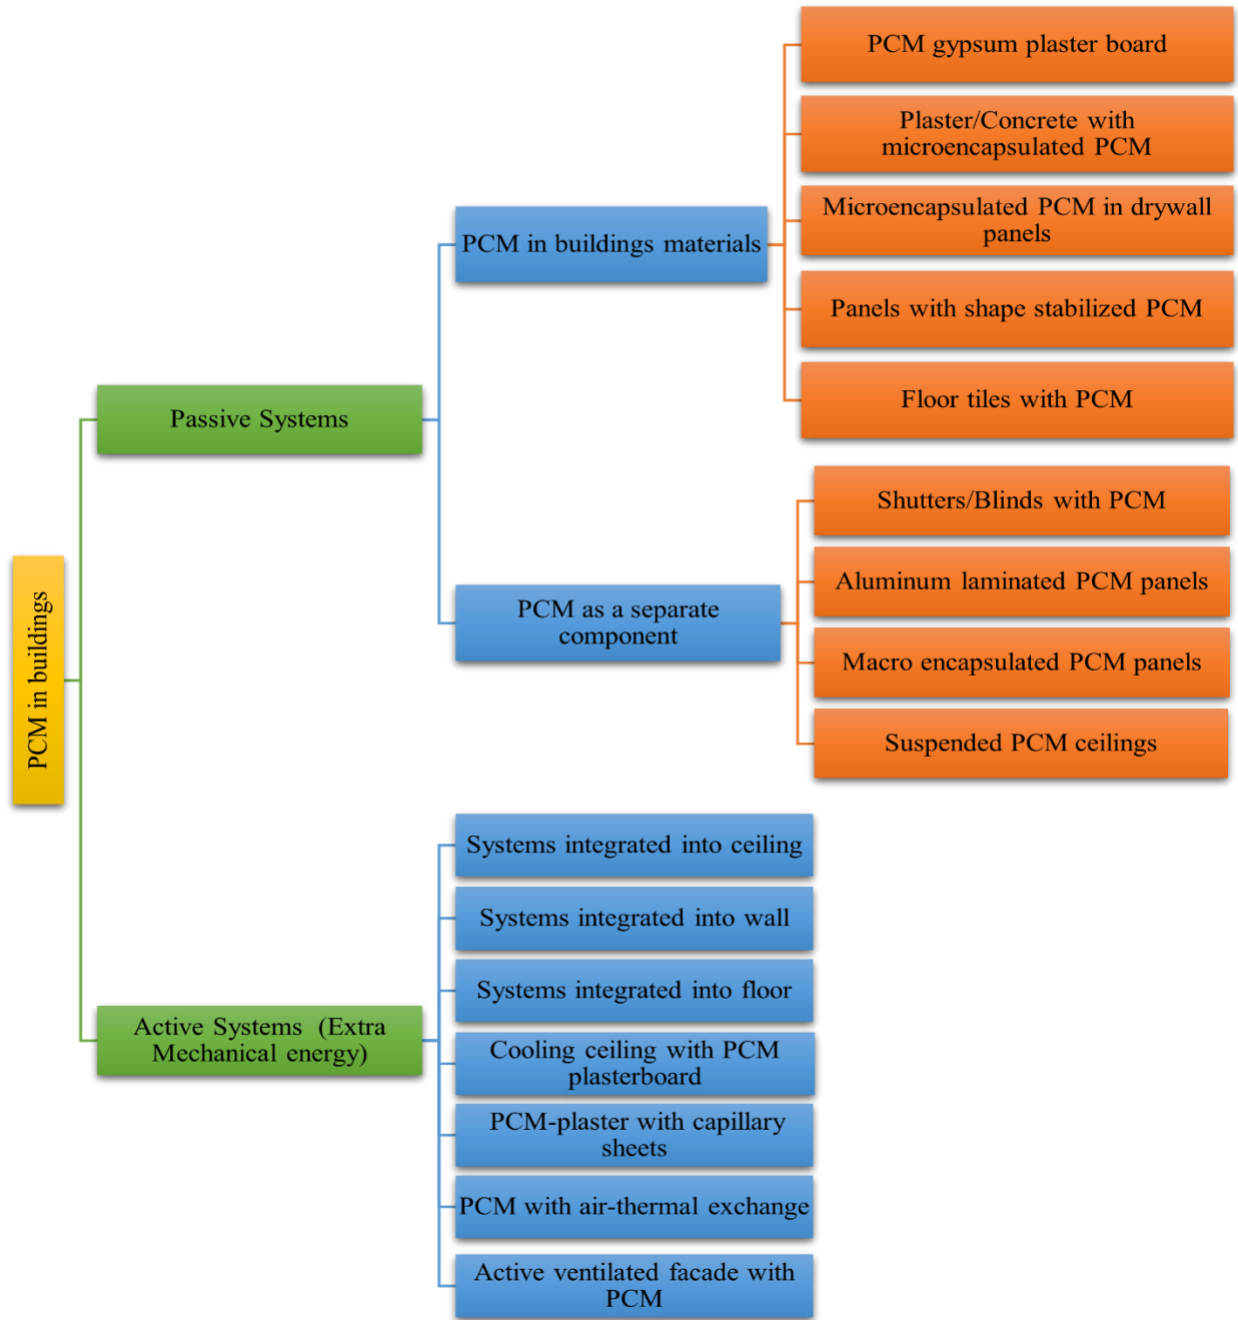 PCM in buildings
Passive Systems
PCM in buildings materials
PCM gypsum plaster board
Plaster/Concrete with
microencapsulated PCM
Microencapsulated PCM in drywall
panels
Panels with shape stabilized PCM
Floor tiles with PCM
PCM as a separate
component
Shutters/Blinds with PCM
Aluminum laminated PCM panels
Macro encapsulated PCM panels
Suspended PCM ceilings
Active Systems (Extra
Mechanical energy)
Systems integrated into ceiling
Systems integrated into wall
Systems integrated into floor
Cooling ceiling with PCM
plasterboard
PCM-plaster with capillary
sheets
PCM with air-thermal exchange
Active ventilated facade with
PCM